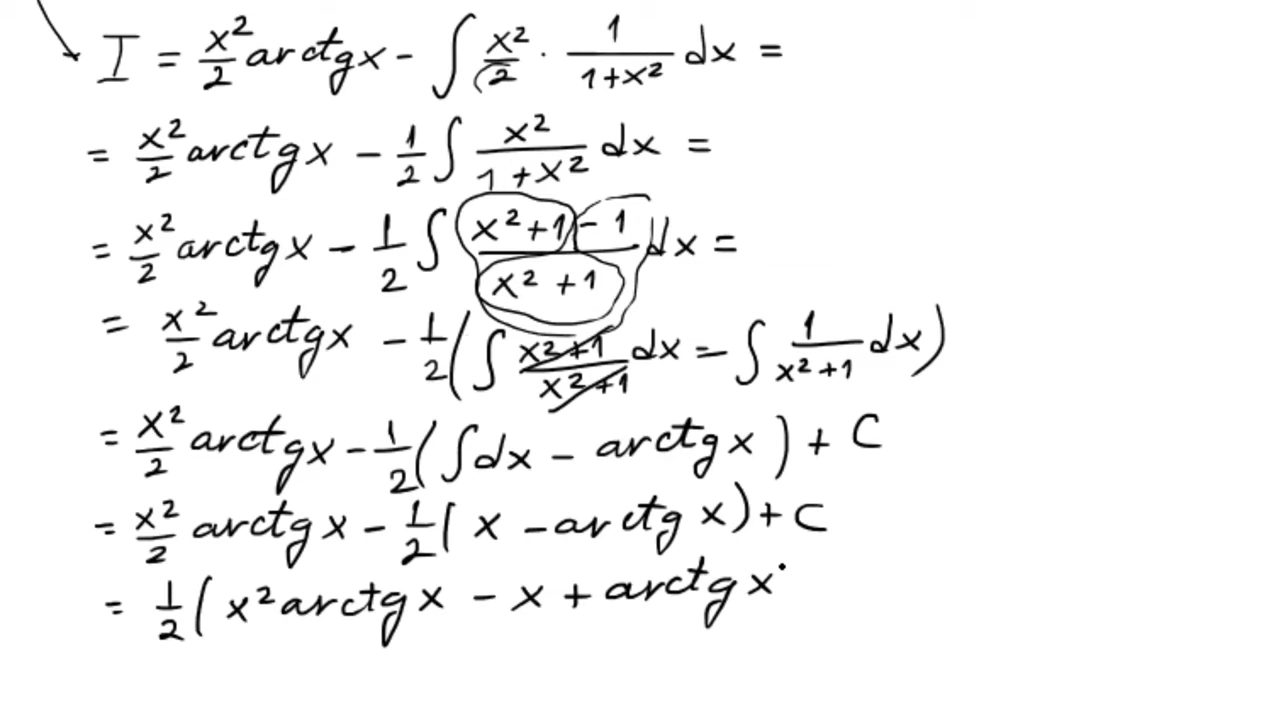 I = x²/2 arctgx - ∫ x²/2 · 1/(1+x²) dx =
= x²/2 arctgx - 1/2 ∫ x²/(1+x²) dx =
= x²/2 arctgx - 1/2 ∫ (x²+1-1)/(x²+1) dx =
= x²/2 arctgx - 1/2 (∫ (x²+1)/(x²+1) dx - ∫ 1/(x²+1) dx)
= x²/2 arctgx - 1/2 (∫dx - arctgx) + C
= x²/2 arctgx - 1/2 (x - arctgx) + C
= 1/2 (x² arctgx - x + arctgx